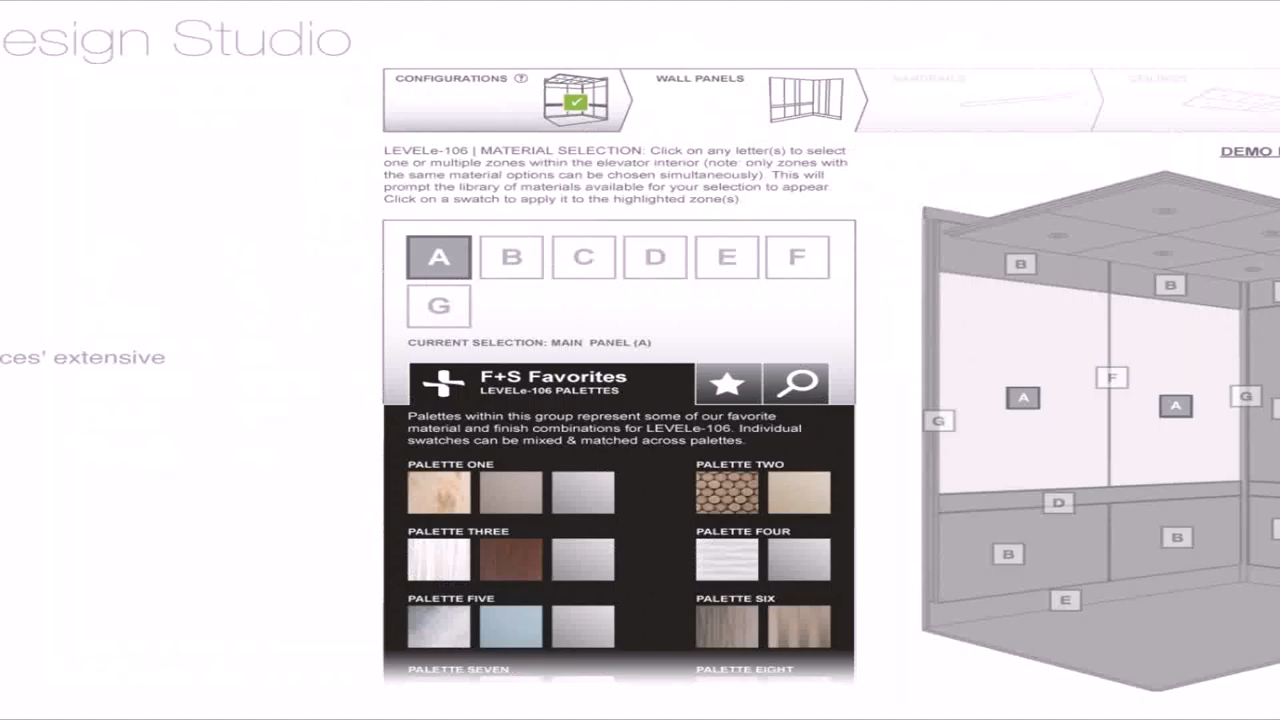 esign Studio
CONFIGURATIONS ?
WALL PANELS
HANDRAILS
CEILINGS
LEVELe-106 | MATERIAL SELECTION: Click on any letter(s) to select
one or multiple zones within the elevator interior (note: only zones with
the same material options can be chosen simultaneously). This will
prompt the library of materials available for your selection to appear.
Click on a swatch to apply it to the highlighted zone(s).
DEMO
A B C D E F
G
CURRENT SELECTION: MAIN PANEL (A)
ces' extensive
F+S Favorites
LEVELe-106 PALETTES
Palettes within this group represent some of our favorite
material and finish combinations for LEVELe-106. Individual
swatches can be mixed & matched across palettes.
PALETTE ONE
PALETTE TWO
PALETTE THREE
PALETTE FOUR
PALETTE FIVE
PALETTE SIX
PALETTE SEVEN
PALETTE EIGHT
B
B
F
A
A
G
G
D
B
B
E